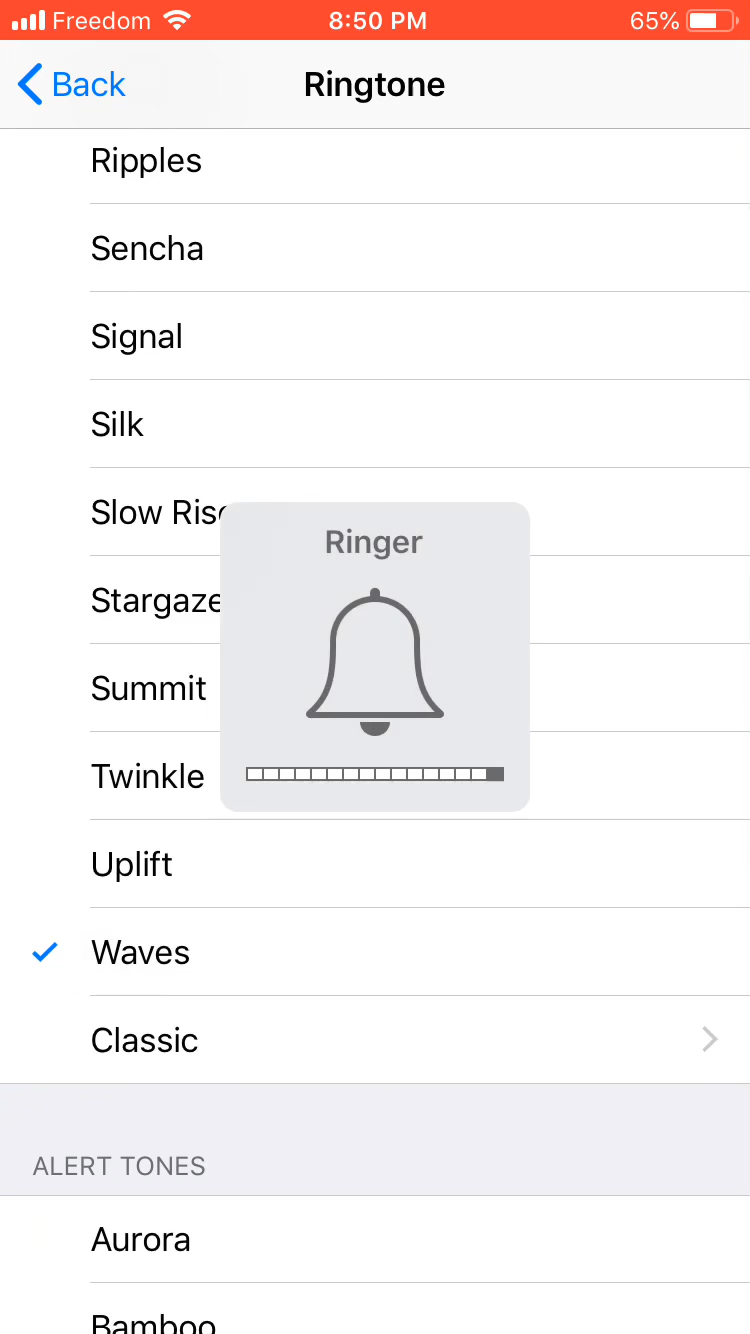 Freedom 8:50 PM 65%
Back Ringtone
Ripples
Sencha
Signal
Silk
Slow Rise
Ringer
Stargaze
Summit
Twinkle
Uplift
Waves
Classic
ALERT TONES
Aurora
Bamboo